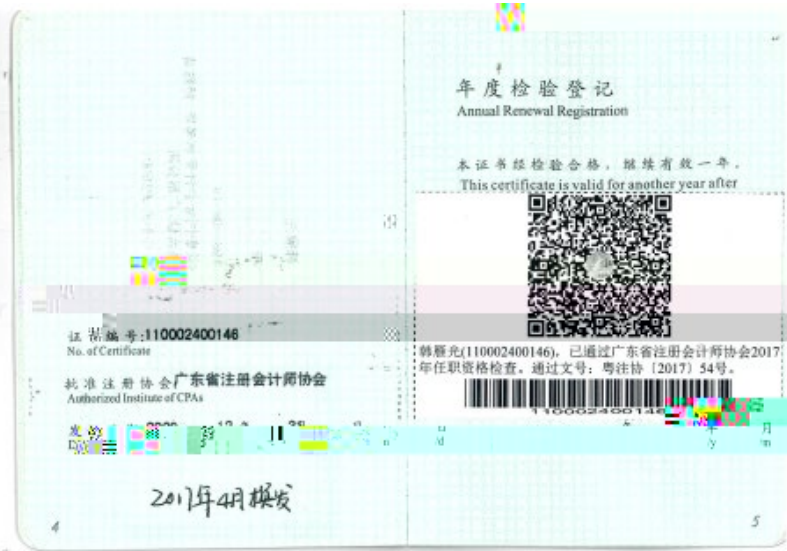 证书编号:110002400146
No. of Certificate
批准注册协会广东省注册会计师协会
Authorized Institute of CPAs
2017年4月换发
4
年度检验登记
Annual Renewal Registration
本证书经检验合格，继续有效一年。
This certificate is valid for another year after
韩雁光(110002400146)，已通过广东省注册会计师协会2017
年任职资格检查。通过文号：粤注协〔2017〕54号。
110002400146
月
/y /m
5